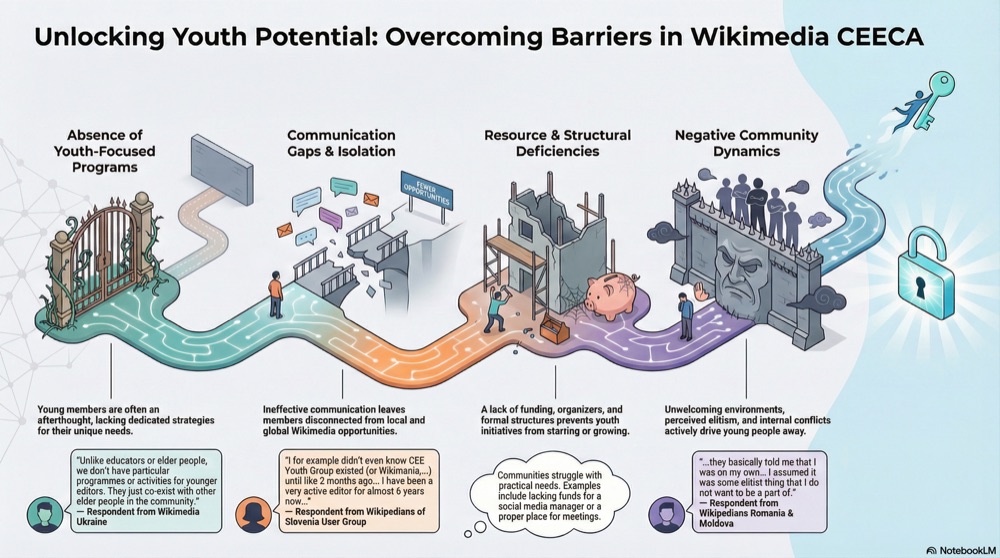 Unlocking Youth Potential: Overcoming Barriers in Wikimedia CEECA
Absence of
Youth-Focused
Programs
Communication
Gaps & Isolation
FEWER
OPPORTUNITIES
Resource & Structural
Deficiencies
Negative Community
Dynamics
Young members are often an
afterthought, lacking dedicated strategies
for their unique needs.
Ineffective communication leaves
members disconnected from local and
global Wikimedia opportunities.
A lack of funding, organizers, and
formal structures prevents youth
initiatives from starting or growing.
Unwelcoming environments,
perceived elitism, and internal conflicts
actively drive young people away.
"Unlike educators or elder people,
we don't have particular
programmes or activities for younger
editors. They just co-exist with other
elder people in the community."
— Respondent from Wikimedia
Ukraine
"I for example didn't even know CEE
Youth Group existed (or Wikimania,...)
until like 2 months ago... I have been a
very active editor for almost 6 years
now..."
— Respondent from Wikipedians of
Slovenia User Group
Communities struggle with
practical needs. Examples
include lacking funds for a
social media manager or a
proper place for meetings.
"...they basically told me that I
was on my own... I assumed it
was some elitist thing that I do
not want to be a part of."
— Respondent from
Wikipedians Romania &
Moldova
NotebookLM